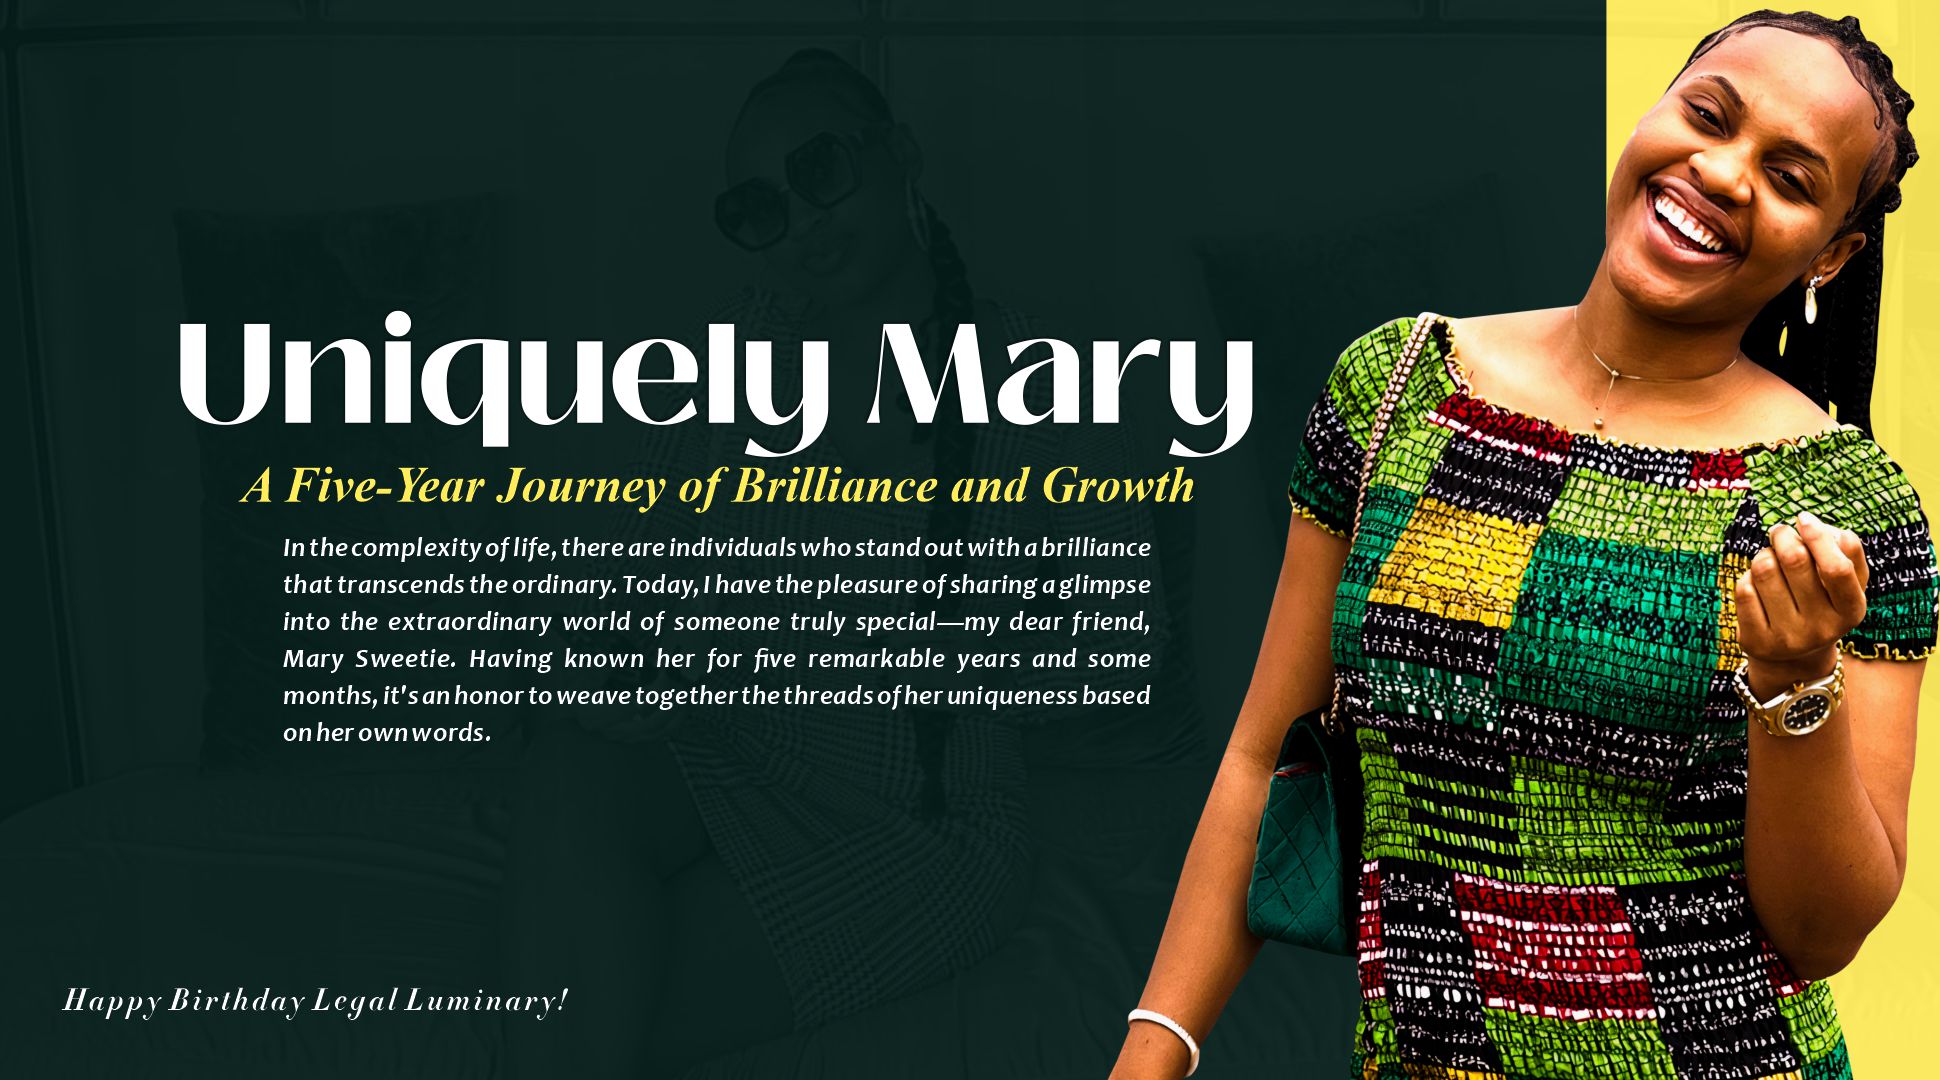 Uniquely Mary
A Five-Year Journey of Brilliance and Growth
In the complexity of life, there are individuals who stand out with a brilliance
that transcends the ordinary. Today, I have the pleasure of sharing a glimpse
into the extraordinary world of someone truly special—my dear friend,
Mary Sweetie. Having known her for five remarkable years and some
months, it's an honor to weave together the threads of her uniqueness based
on her own words.
Happy Birthday Legal Luminary!